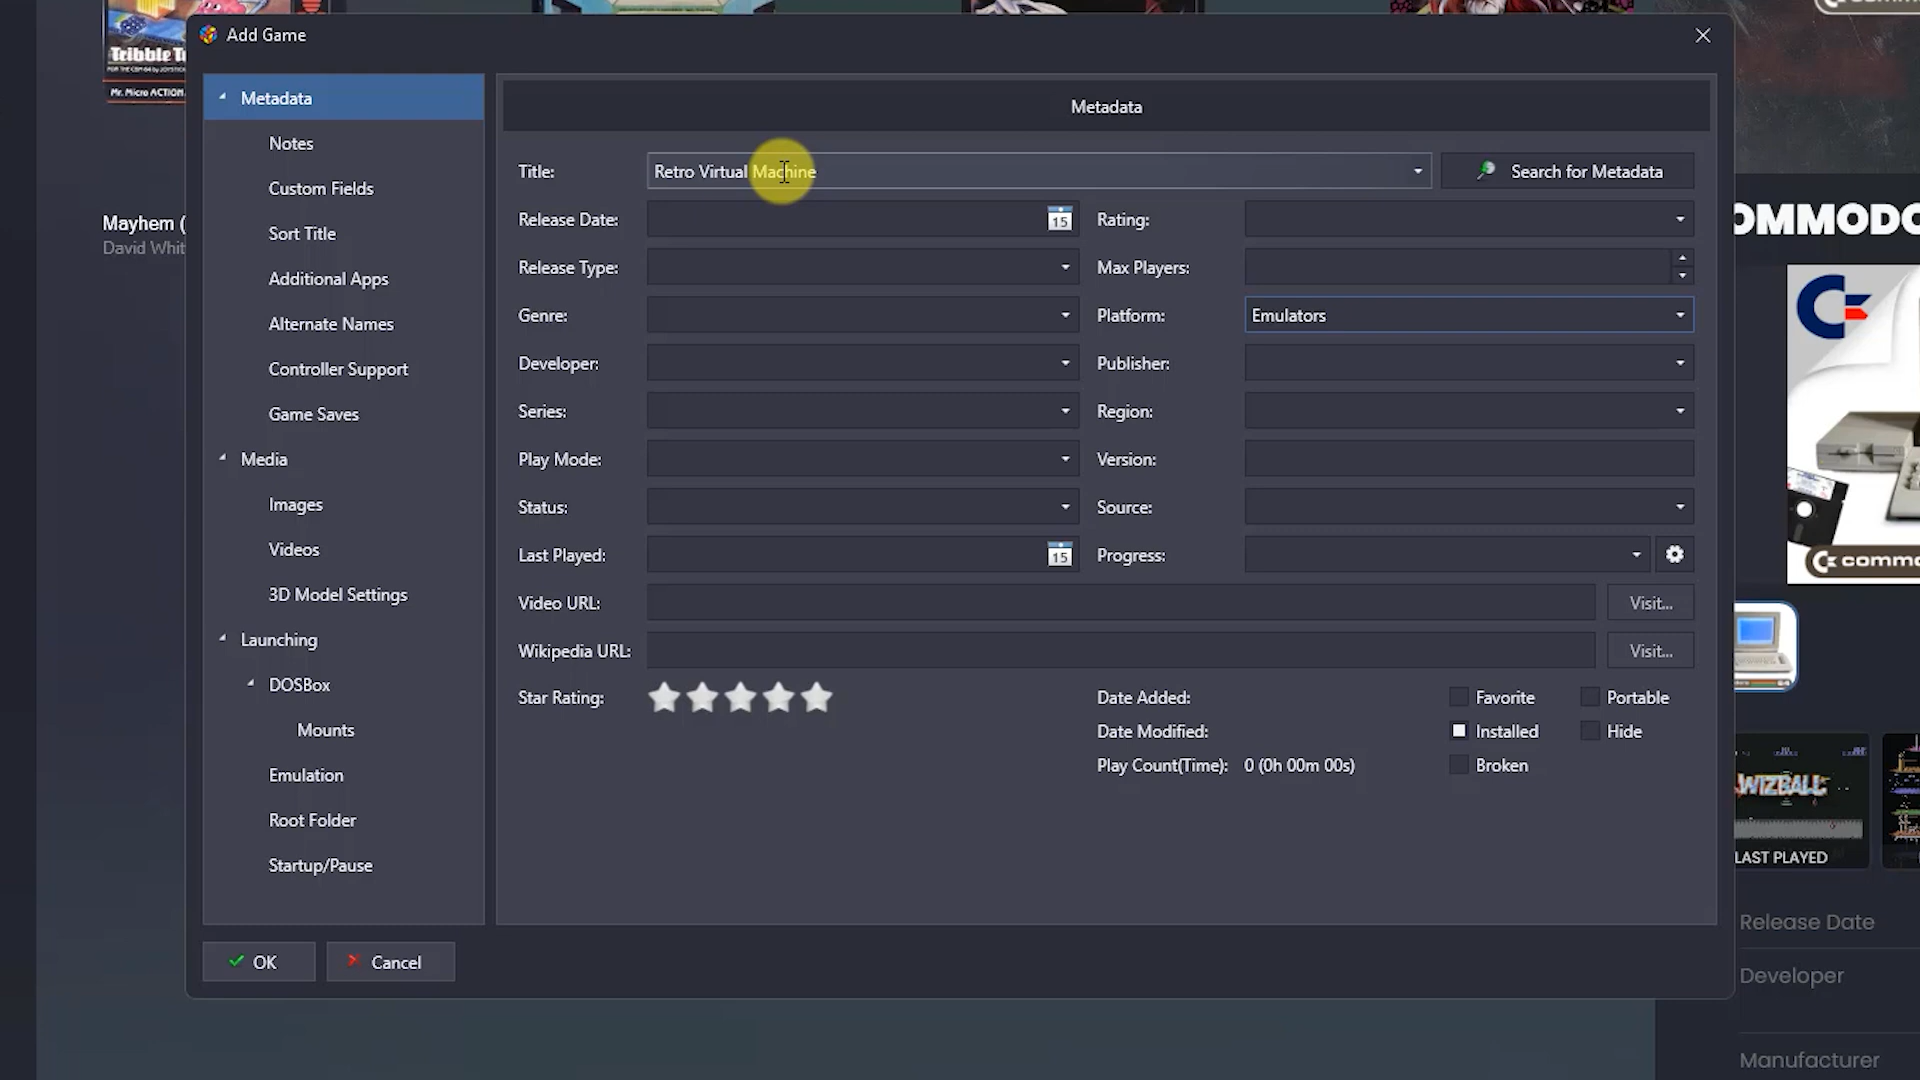 Add Game
Metadata
Notes
Custom Fields
Sort Title
Additional Apps
Alternate Names
Controller Support
Game Saves
Media
Images
Videos
3D Model Settings
Launching
DOSBox
Mounts
Emulation
Root Folder
Startup/Pause
OK
Cancel
Metadata
Title: Retro Virtual Machine
Search for Metadata
Release Date: 15
Rating:
Release Type:
Max Players:
Genre:
Platform: Emulators
Developer:
Publisher:
Series:
Region:
Play Mode:
Version:
Status:
Source:
Last Played: 15
Progress:
Video URL: Visit...
Wikipedia URL: Visit...
Star Rating:
Date Added:
Favorite
Portable
Date Modified:
Installed
Hide
Play Count(Time): 0 (0h 00m 00s)
Broken
Mr. Micro ACTION
Mayhem (
David Whit
OMMODO
commo
WIZBALL
LAST PLAYED
Release Date
Developer
Manufacturer